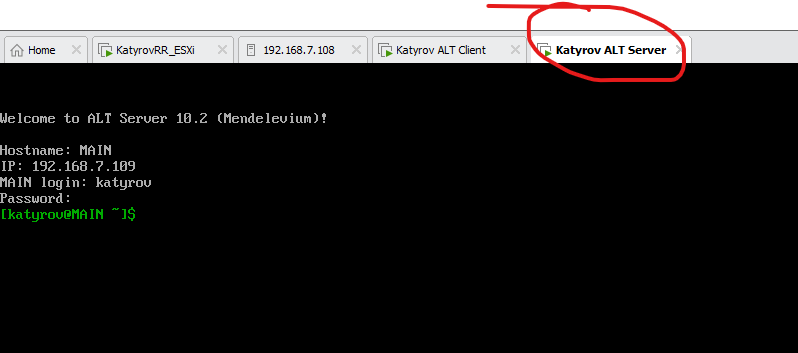 Home KatyrovRR_ESXi 192.168.7.108 Katyrov ALT Client Katyrov ALT Server
Welcome to ALT Server 10.2 (Mendelevium)!
Hostname: MAIN
IP: 192.168.7.109
MAIN login: katyrov
Password:
[katyrov@MAIN ~]$